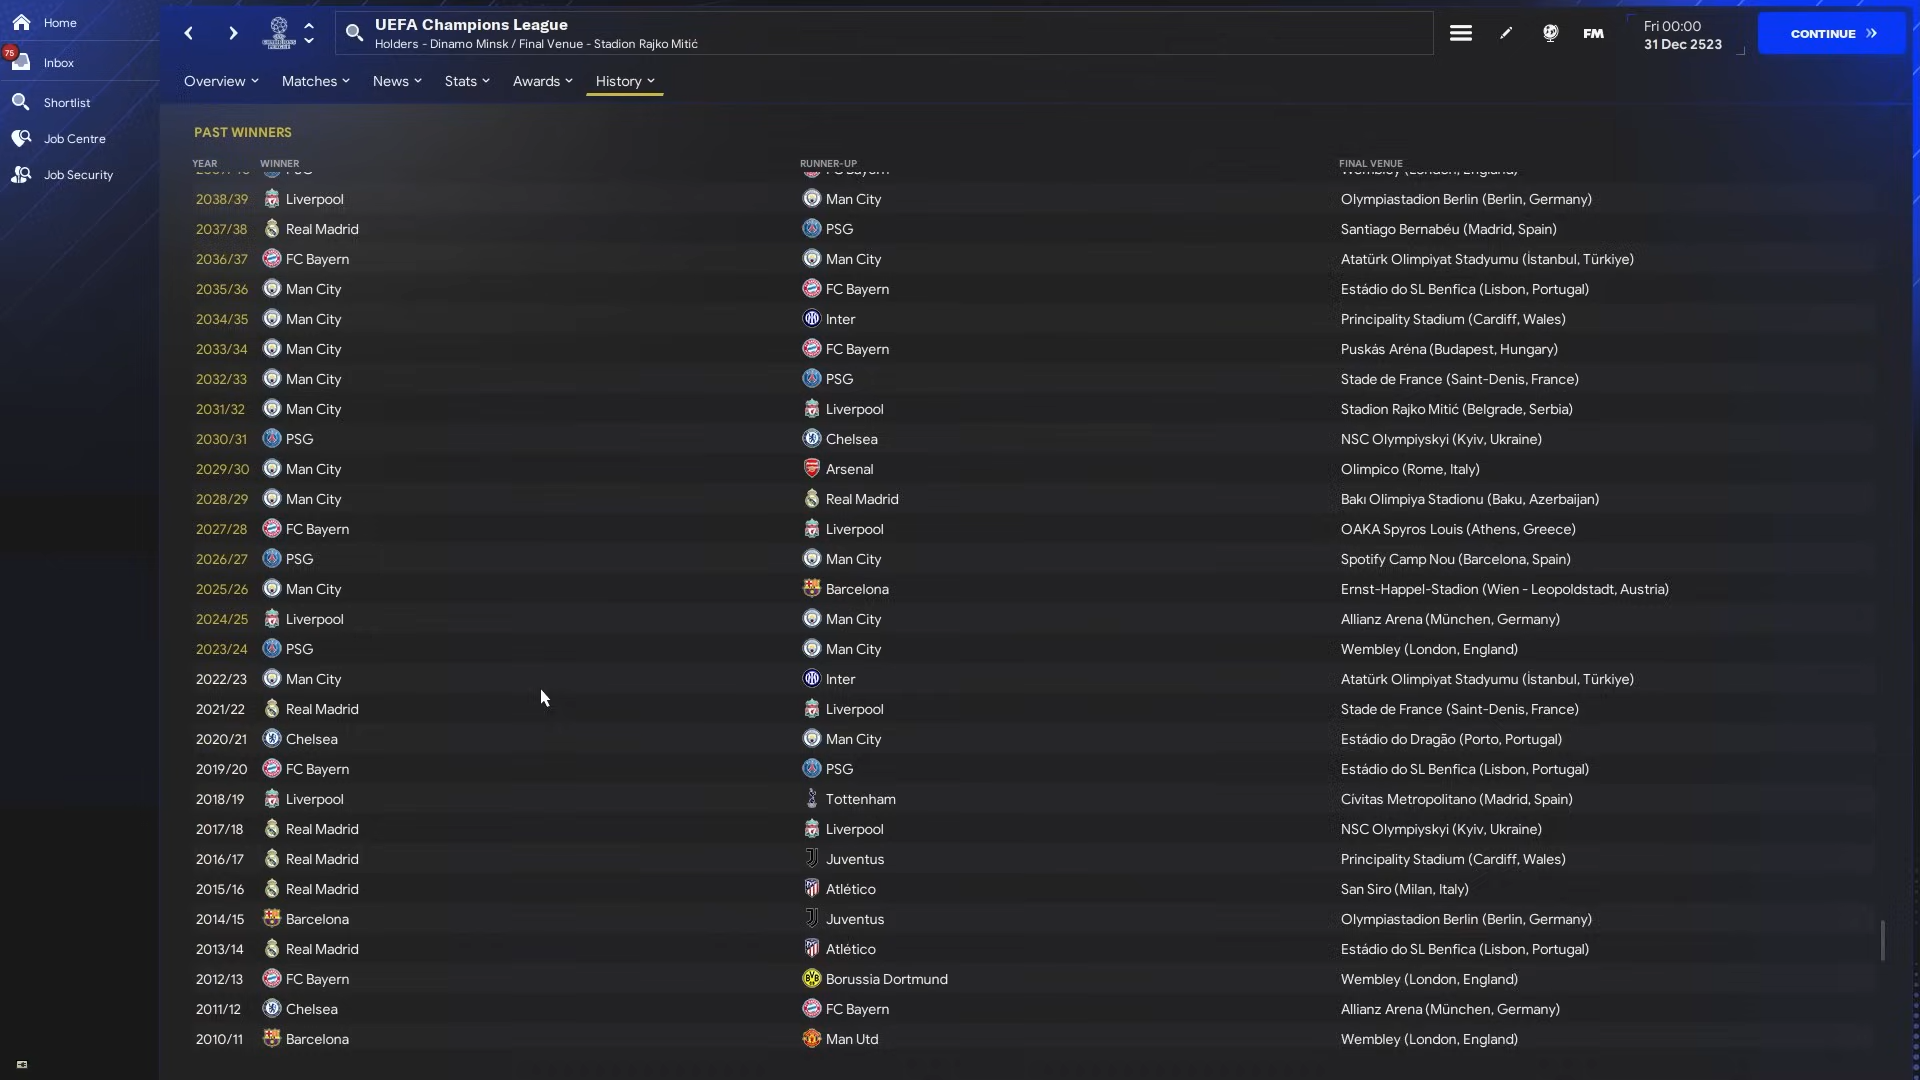 Home
75
Inbox
Shortlist
Job Centre
Job Security
UEFA Champions League
Holders - Dinamo Minsk / Final Venue - Stadion Rajko Mitić
FM
Fri 00:00
31 Dec 2523
CONTINUE
Overview Matches News Stats Awards History
PAST WINNERS
YEAR WINNER RUNNER-UP FINAL VENUE
PSG FC Bayern Wembley (London, England)
2038/39 Liverpool Man City Olympiastadion Berlin (Berlin, Germany)
2037/38 Real Madrid PSG Santiago Bernabéu (Madrid, Spain)
2036/37 FC Bayern Man City Atatürk Olimpiyat Stadyumu (İstanbul, Türkiye)
2035/36 Man City FC Bayern Estádio do SL Benfica (Lisbon, Portugal)
2034/35 Man City Inter Principality Stadium (Cardiff, Wales)
2033/34 Man City FC Bayern Puskás Aréna (Budapest, Hungary)
2032/33 Man City PSG Stade de France (Saint-Denis, France)
2031/32 Man City Liverpool Stadion Rajko Mitić (Belgrade, Serbia)
2030/31 PSG Chelsea NSC Olympiyskyi (Kyiv, Ukraine)
2029/30 Man City Arsenal Olimpico (Rome, Italy)
2028/29 Man City Real Madrid Bakı Olimpiya Stadionu (Baku, Azerbaijan)
2027/28 FC Bayern Liverpool OAKA Spyros Louis (Athens, Greece)
2026/27 PSG Man City Spotify Camp Nou (Barcelona, Spain)
2025/26 Man City Barcelona Ernst-Happel-Stadion (Wien - Leopoldstadt, Austria)
2024/25 Liverpool Man City Allianz Arena (München, Germany)
2023/24 PSG Man City Wembley (London, England)
2022/23 Man City Inter Atatürk Olimpiyat Stadyumu (İstanbul, Türkiye)
2021/22 Real Madrid Liverpool Stade de France (Saint-Denis, France)
2020/21 Chelsea Man City Estádio do Dragão (Porto, Portugal)
2019/20 FC Bayern PSG Estádio do SL Benfica (Lisbon, Portugal)
2018/19 Liverpool Tottenham Cívitas Metropolitano (Madrid, Spain)
2017/18 Real Madrid Liverpool NSC Olympiyskyi (Kyiv, Ukraine)
2016/17 Real Madrid Juventus Principality Stadium (Cardiff, Wales)
2015/16 Real Madrid Atlético San Siro (Milan, Italy)
2014/15 Barcelona Juventus Olympiastadion Berlin (Berlin, Germany)
2013/14 Real Madrid Atlético Estádio do SL Benfica (Lisbon, Portugal)
2012/13 FC Bayern Borussia Dortmund Wembley (London, England)
2011/12 Chelsea FC Bayern Allianz Arena (München, Germany)
2010/11 Barcelona Man Utd Wembley (London, England)